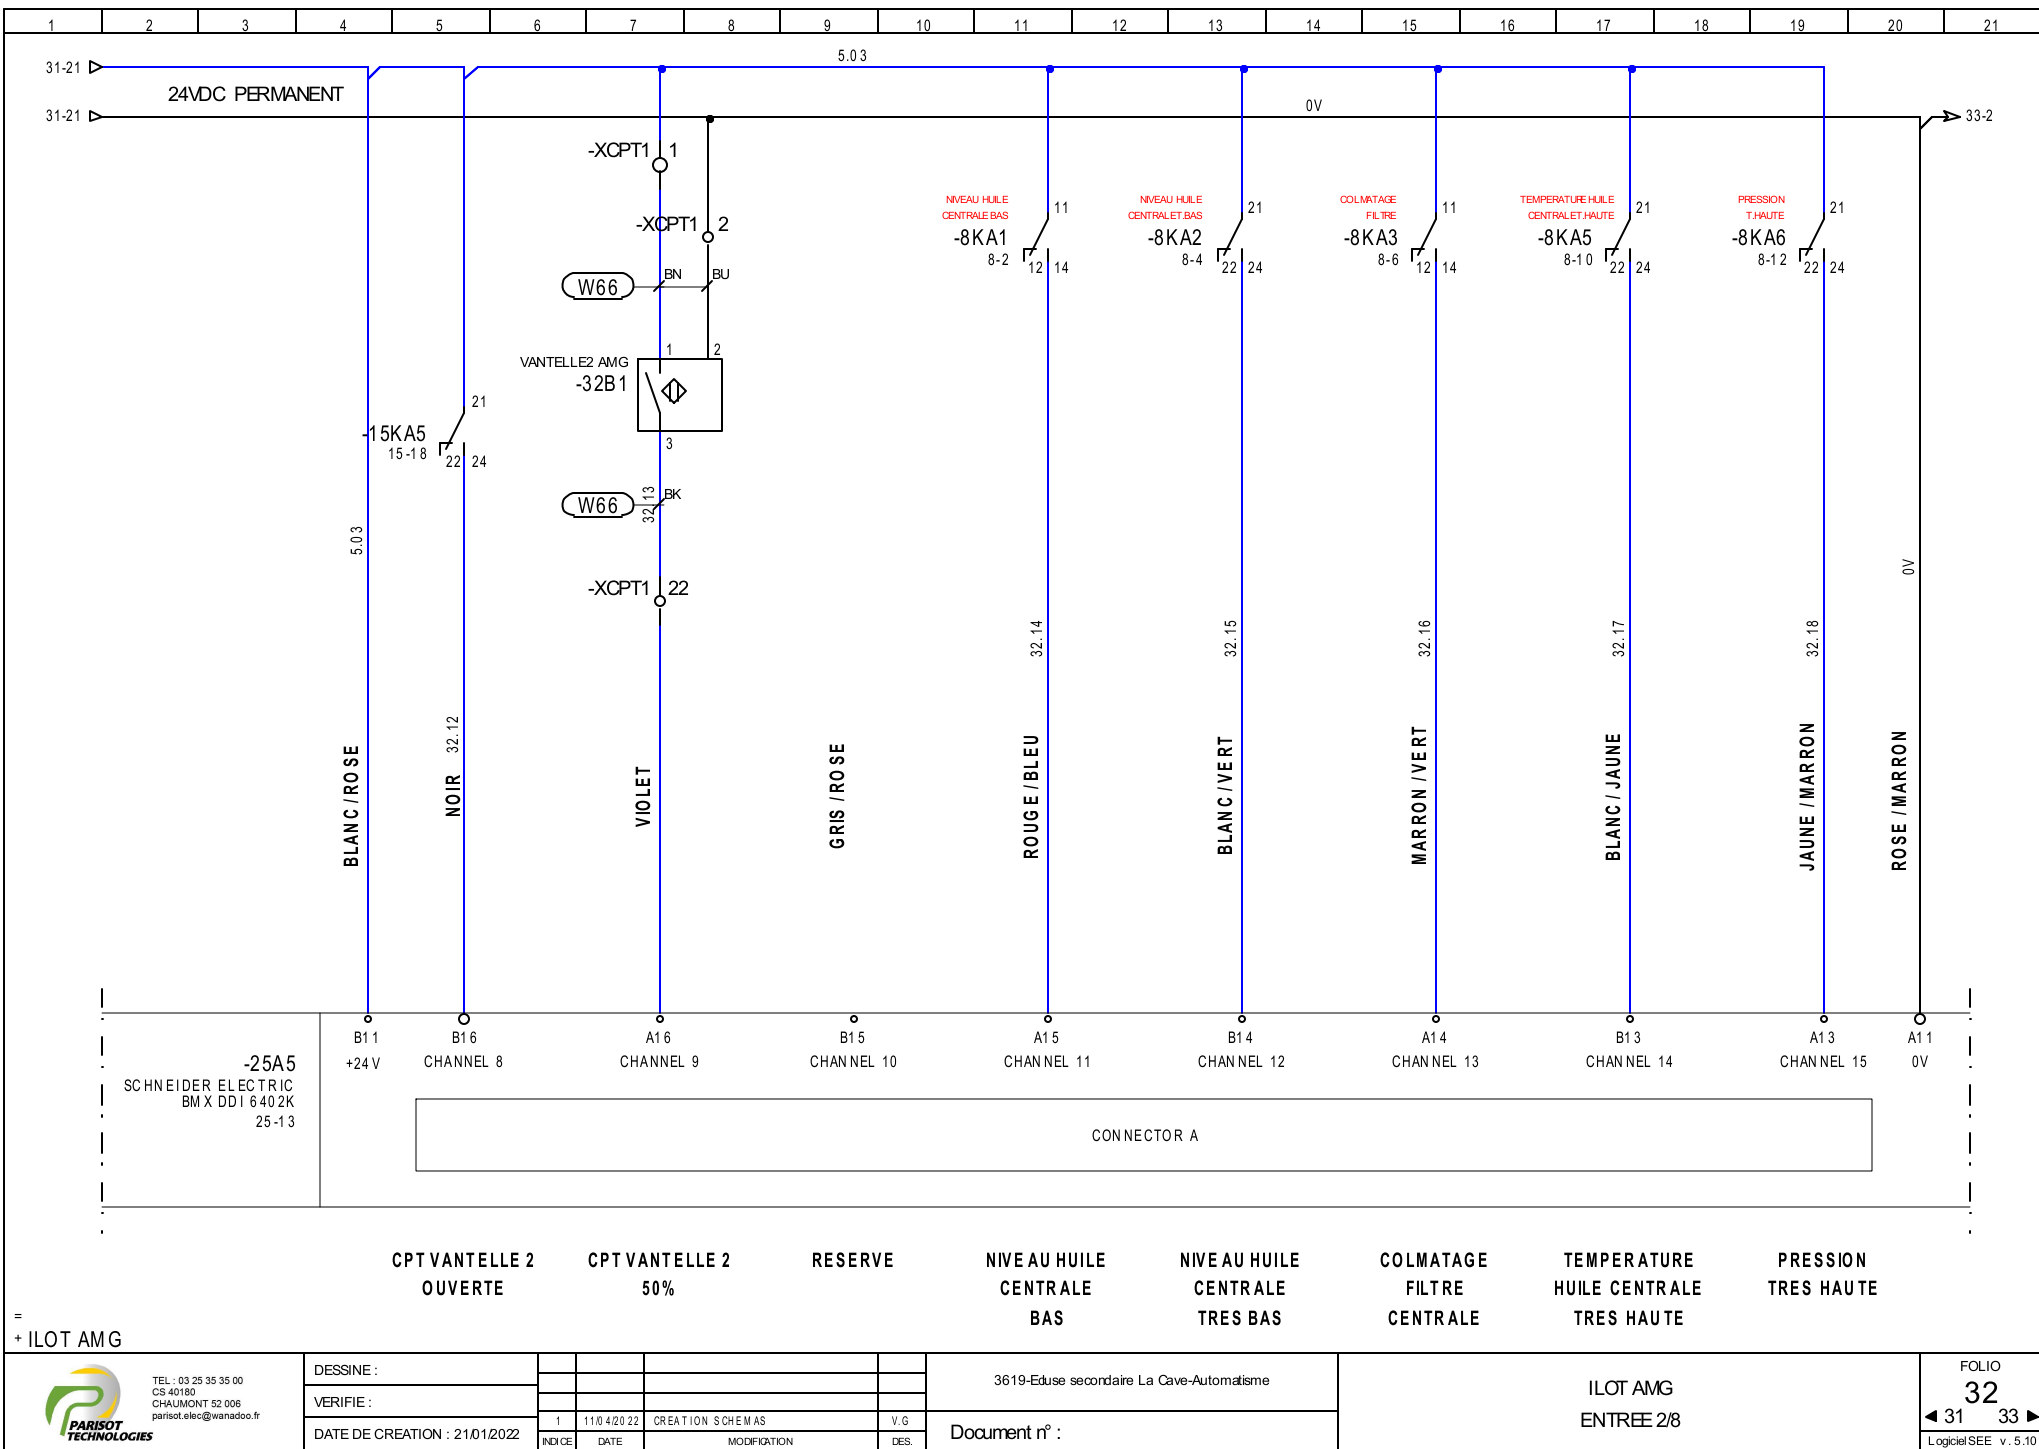 1 2 3 4 5 6 7 8 9 10 11 12 13 14 15 16 17 18 19 20 21
31-21
5.03
24VDC PERMANENT
31-21
0V
33-2
-XCPT1 1
-XCPT1 2
W66
BN
BU
VANTELLE2 AMG
-32B1
1
2
3
W66
32.13
BK
-XCPT1 22
-15KA5
15-18
21
22 24
5.03
NIVEAU HUILE
CENTRALE BAS
-8KA1
8-2
11
12 14
NIVEAU HUILE
CENTRALE T.BAS
-8KA2
8-4
21
22 24
COLMATAGE
FILTRE
-8KA3
8-6
11
12 14
TEMPERATURE HUILE
CENTRALE T.HAUTE
-8KA5
8-10
21
22 24
PRESSION
T.HAUTE
-8KA6
8-12
21
22 24
0V
32.14
32.15
32.16
32.17
32.18
32.12
BLANC/ROSE
NOIR
VIOLET
GRIS/ROSE
ROUGE/BLEU
BLANC/VERT
MARRON/VERT
BLANC/JAUNE
JAUNE/MARRON
ROSE/MARRON
B11 B16 A16 B15 A15 B14 A14 B13 A13 A11
+24V CHANNEL 8 CHANNEL 9 CHANNEL 10 CHANNEL 11 CHANNEL 12 CHANNEL 13 CHANNEL 14 CHANNEL 15 0V
-25A5
SCHNEIDER ELECTRIC
BMX DDI 6402K
25-13
CONNECTOR A
CPT VANTELLE 2
OUVERTE
CPT VANTELLE 2
50%
RESERVE
NIVEAU HUILE
CENTRALE
BAS
NIVEAU HUILE
CENTRALE
TRES BAS
COLMATAGE
FILTRE
CENTRALE
TEMPERATURE
HUILE CENTRALE
TRES HAUTE
PRESSION
TRES HAUTE
=
+ ILOT AMG
PARISOT
TECHNOLOGIES
TEL : 03 25 35 35 00
CS 40180
CHAUMONT 52 006
parisot.elec@wanadoo.fr
DESSINE :
VERIFIE :
DATE DE CREATION : 21/01/2022
1 11/04/2022 CREATION SCHEMAS V.G
INDICE DATE MODIFICATION DES.
3619-Eduse secondaire La Cave-Automatisme
Document n° :
ILOT AMG
ENTREE 2/8
FOLIO
32
31 33
Logiciel SEE v.5.10